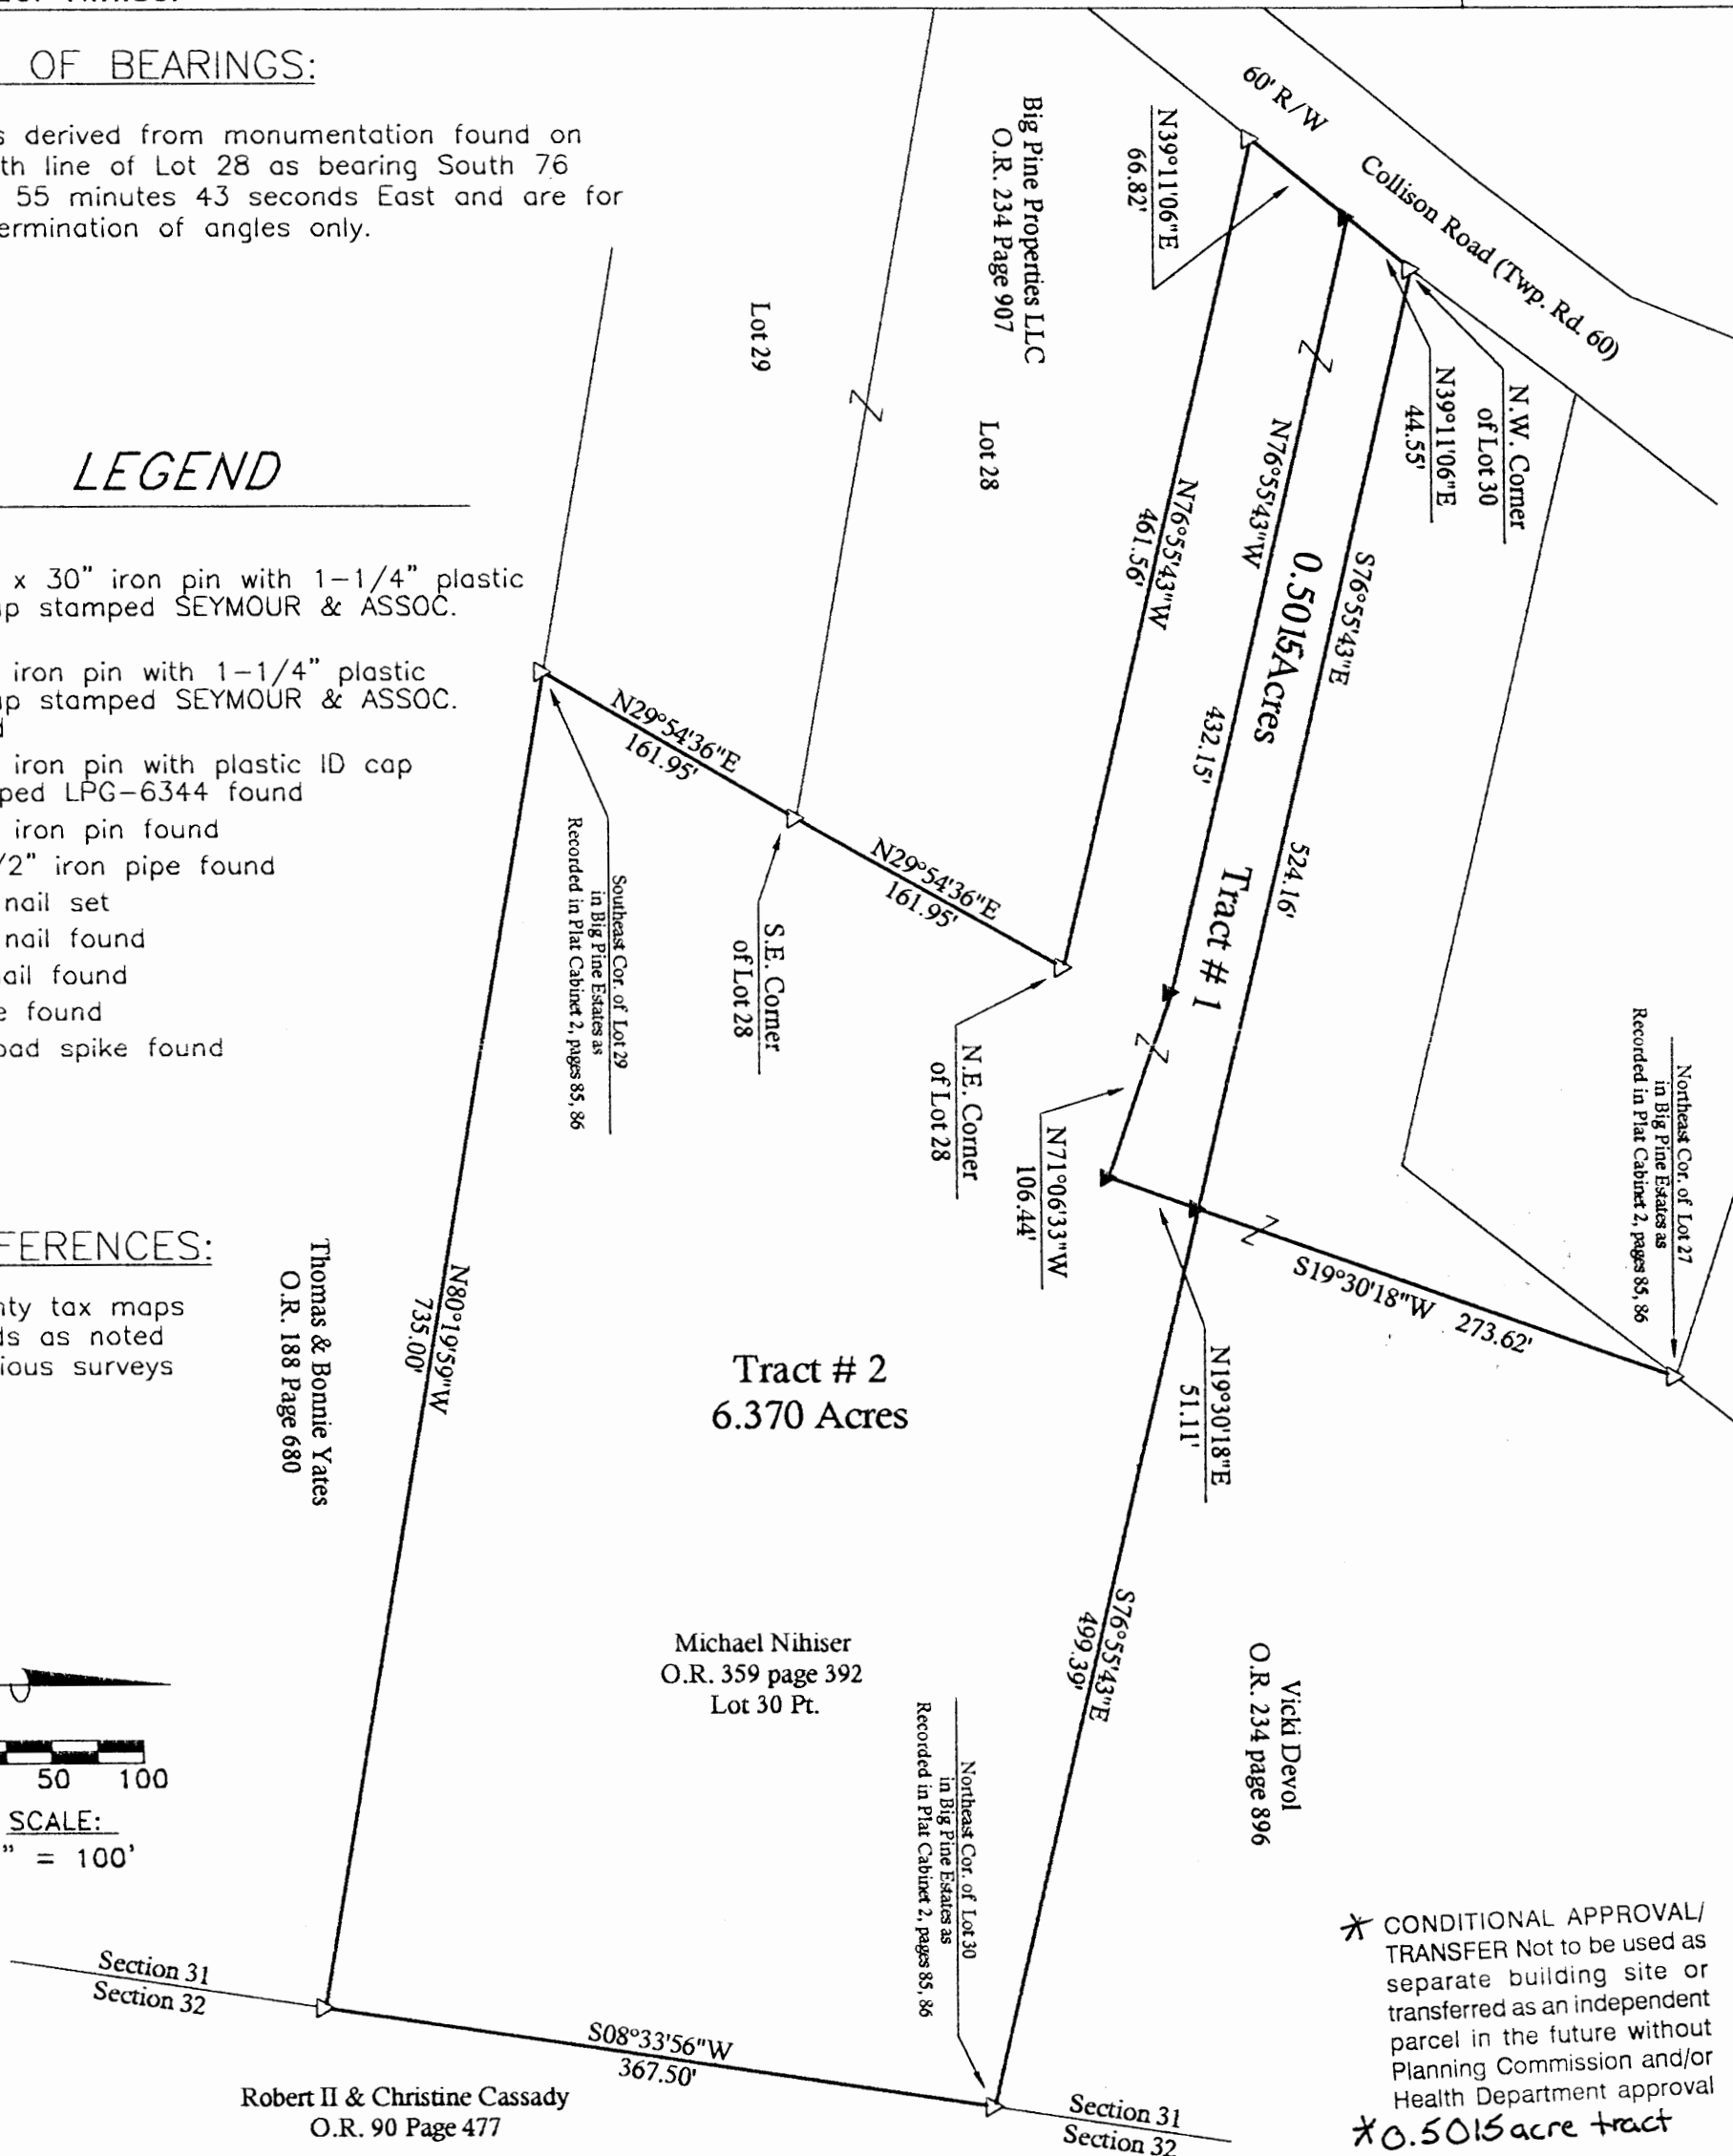 OF BEARINGS:
derived from monumentation found on
line of Lot 28 as bearing South 76
55 minutes 43 seconds East and are for
of angles only.
LEGEND
x 30" iron pin with 1-1/4" plastic
stamped SEYMOUR & ASSOC.
iron pin with 1-1/4" plastic
stamped SEYMOUR & ASSOC.
iron pin with plastic ID cap
LPG-6344 found
iron pin found
iron pipe found
nail set
nail found
found
found
spike found
tax maps
as noted
surveys
50 100
SCALE:
" = 100'
60' R/W
Collison Road (Twp. Rd. 60)
Big Pine Properties LLC
O.R. 234 Page 907
Lot 29
Lot 28
N39°11'06"E
66.82'
N.W. Corner
of Lot 30
N39°11'06"E
44.55'
N76°55'43"W
461.56'
N76°55'43"W
432.15'
0.5015Acres
Tract # 1
S76°55'43"E
524.16'
N29°54'36"E
161.95'
N29°54'36"E
161.95'
Southeast Cor. of Lot 29
in Big Pine Estates as
Recorded in Plat Cabinet 2, pages 85, 86
S.E. Corner
of Lot 28
N.E. Corner
of Lot 28
N71°06'33"W
106.44'
Northeast Cor. of Lot 27
in Big Pine Estates as
Recorded in Plat Cabinet 2, pages 85, 86
S19°30'18"W 273.62'
N19°30'18"E
51.11'
Thomas & Bonnie Yates
O.R. 188 Page 680
N80°19'59"W
735.00'
Tract # 2
6.370 Acres
Michael Nihiser
O.R. 359 page 392
Lot 30 Pt.
S76°55'43"E
499.39'
Vicki Devol
O.R. 234 page 896
Northeast Cor. of Lot 30
in Big Pine Estates as
Recorded in Plat Cabinet 2, pages 85, 86
Section 31
Section 32
S08°33'56"W
367.50'
Robert II & Christine Cassady
O.R. 90 Page 477
Section 31
Section 32
* CONDITIONAL APPROVAL/
TRANSFER Not to be used as
separate building site or
transferred as an independent
parcel in the future without
Planning Commission and/or
Health Department approval
*0.5015 acre tract